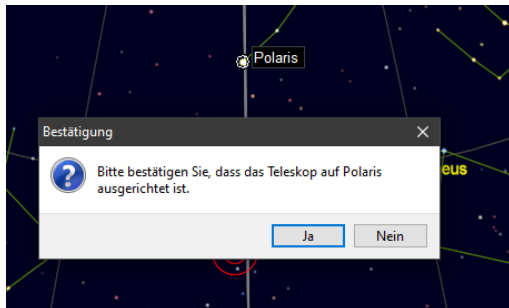 Polaris
Bestätigung
Bitte bestätigen Sie, dass das Teleskop auf Polaris
ausgerichtet ist.
eus
Ja
Nein